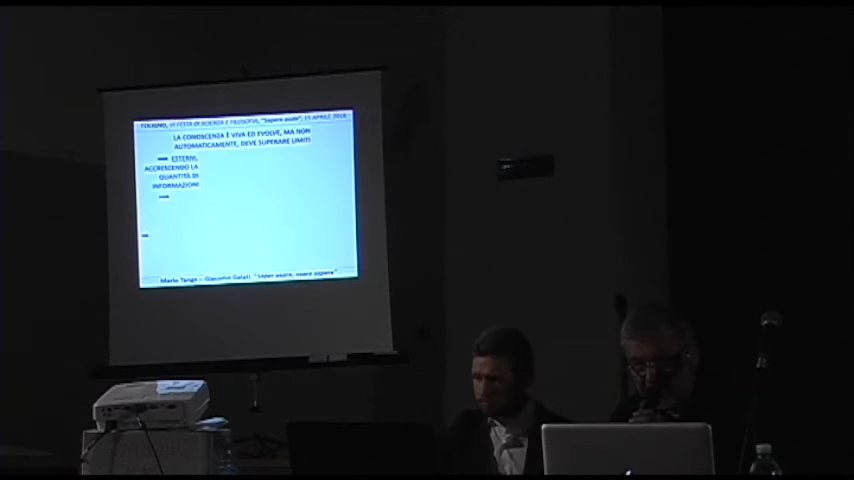 FOLIGNO, VI FESTA DI SCIENZA E FILOSOFIA, "Sapere aude", 15 APRILE 2016
LA CONOSCENZA È VIVA ED EVOLVE, MA NON
AUTOMATICAMENTE, DEVE SUPERARE LIMITI
ESTERNI,
ACCRESCENDO LA
QUANTITÀ DI
INFORMAZIONI
Mario Tanga – Giacomo Gelati "Saper osare, osare sapere"